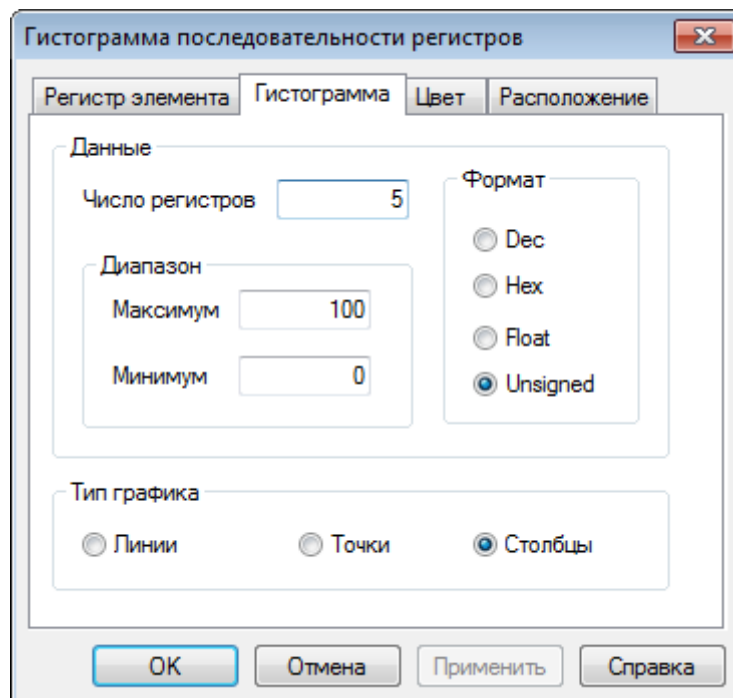 Гистограмма последовательности регистров
Регистр элемента Гистограмма Цвет Расположение
Данные
Число регистров 5
Диапазон
Максимум 100
Минимум 0
Формат
Dec
Hex
Float
Unsigned
Тип графика
Линии Точки Столбцы
OK Отмена Применить Справка